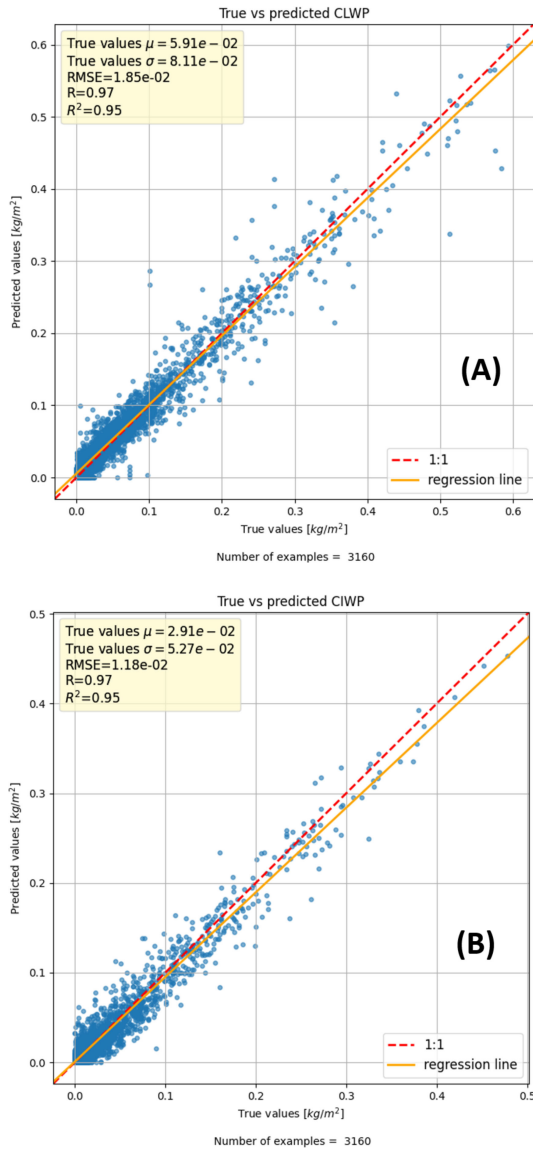 True vs predicted CLWP
True values μ = 5.91e − 02
True values σ = 8.11e − 02
RMSE=1.85e-02
R=0.97
R²=0.95
0.6
0.5
0.4
0.3
0.2
0.1
0.0
Predicted values [kg/m²]
(A)
1:1
regression line
0.0 0.1 0.2 0.3 0.4 0.5 0.6
True values [kg/m²]
Number of examples = 3160
True vs predicted CIWP
True values μ = 2.91e − 02
True values σ = 5.27e − 02
RMSE=1.18e-02
R=0.97
R²=0.95
0.5
0.4
0.3
0.2
0.1
0.0
Predicted values [kg/m²]
(B)
1:1
regression line
0.0 0.1 0.2 0.3 0.4 0.5
True values [kg/m²]
Number of examples = 3160